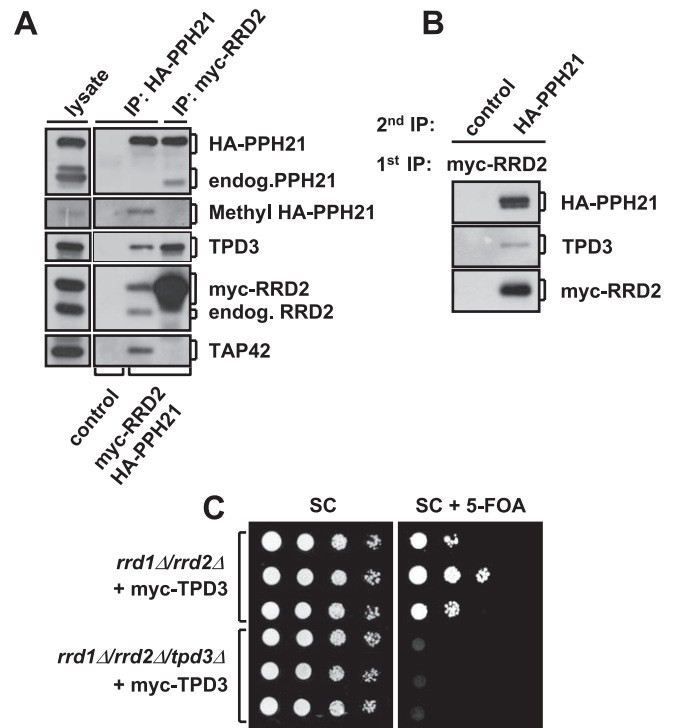 A
lysate
IP: HA-PPH21
IP: myc-RRD2
HA-PPH21
endog.PPH21
Methyl HA-PPH21
TPD3
myc-RRD2
endog. RRD2
TAP42
control
myc-RRD2
HA-PPH21
B
2nd IP:
control
HA-PPH21
1st IP:
myc-RRD2
HA-PPH21
TPD3
myc-RRD2
C
SC
SC + 5-FOA
rrd1Δ/rrd2Δ
+ myc-TPD3
rrd1Δ/rrd2Δ/tpd3Δ
+ myc-TPD3